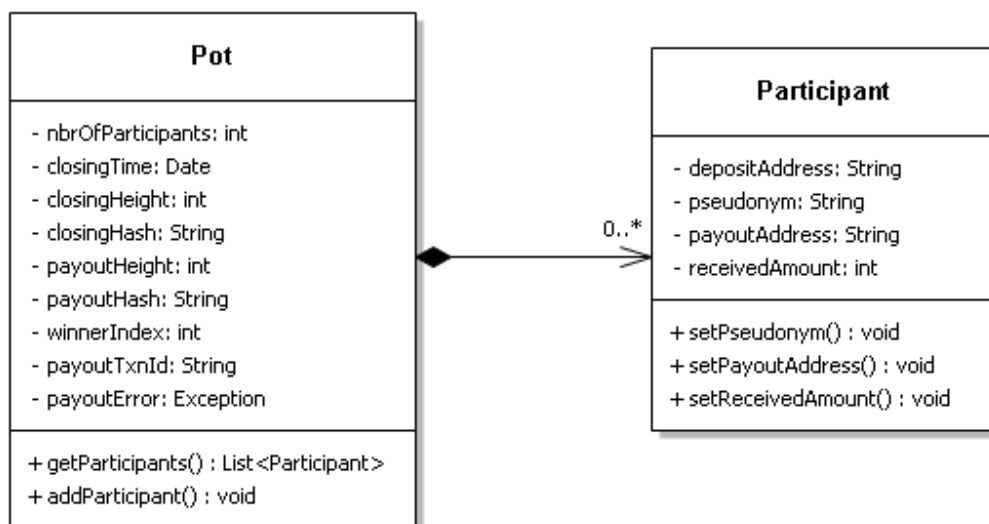 Pot
- nbrOfParticipants: int
- closingTime: Date
- closingHeight: int
- closingHash: String
- payoutHeight: int
- payoutHash: String
- winnerIndex: int
- payoutTxnId: String
- payoutError: Exception
+ getParticipants() : List<Participant>
+ addParticipant() : void
0..*
Participant
- depositAddress: String
- pseudonym: String
- payoutAddress: String
- receivedAmount: int
+ setPseudonym() : void
+ setPayoutAddress() : void
+ setReceivedAmount() : void